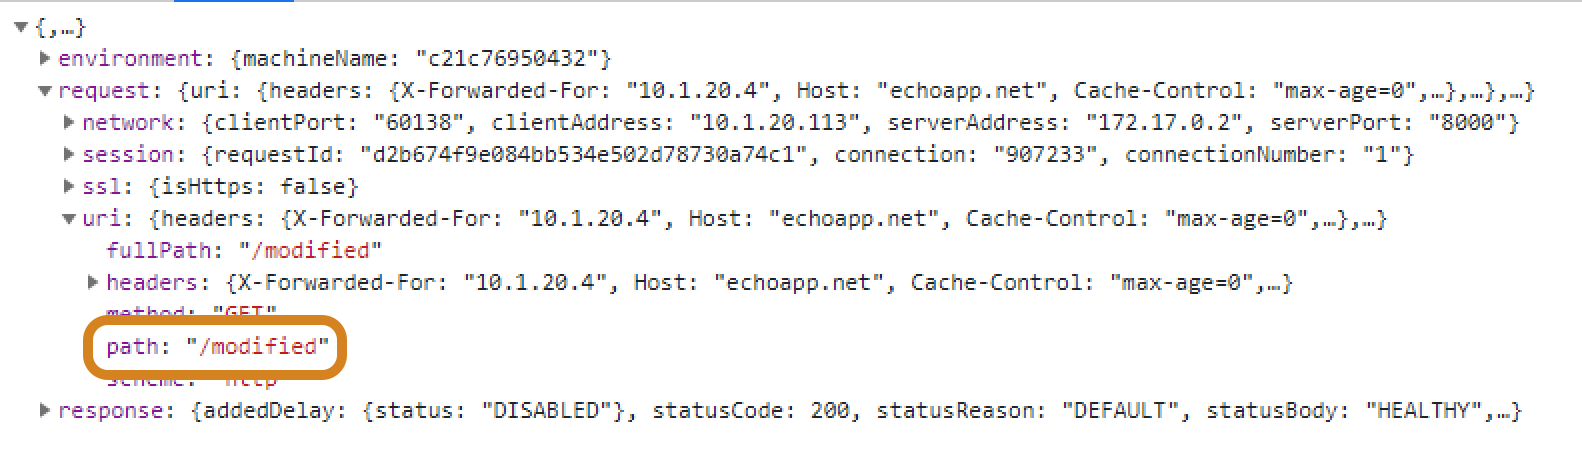 {,…}
environment: {machineName: "c21c76950432"}
request: {uri: {headers: {X-Forwarded-For: "10.1.20.4", Host: "echoapp.net", Cache-Control: "max-age=0",…},…},…}
network: {clientPort: "60138", clientAddress: "10.1.20.113", serverAddress: "172.17.0.2", serverPort: "8000"}
session: {requestId: "d2b674f9e084bb534e502d78730a74c1", connection: "907233", connectionNumber: "1"}
ssl: {isHttps: false}
uri: {headers: {X-Forwarded-For: "10.1.20.4", Host: "echoapp.net", Cache-Control: "max-age=0",…},…}
fullPath: "/modified"
headers: {X-Forwarded-For: "10.1.20.4", Host: "echoapp.net", Cache-Control: "max-age=0",…}
method: "GET"
path: "/modified"
scheme: "http"
response: {addedDelay: {status: "DISABLED"}, statusCode: 200, statusReason: "DEFAULT", statusBody: "HEALTHY",…}